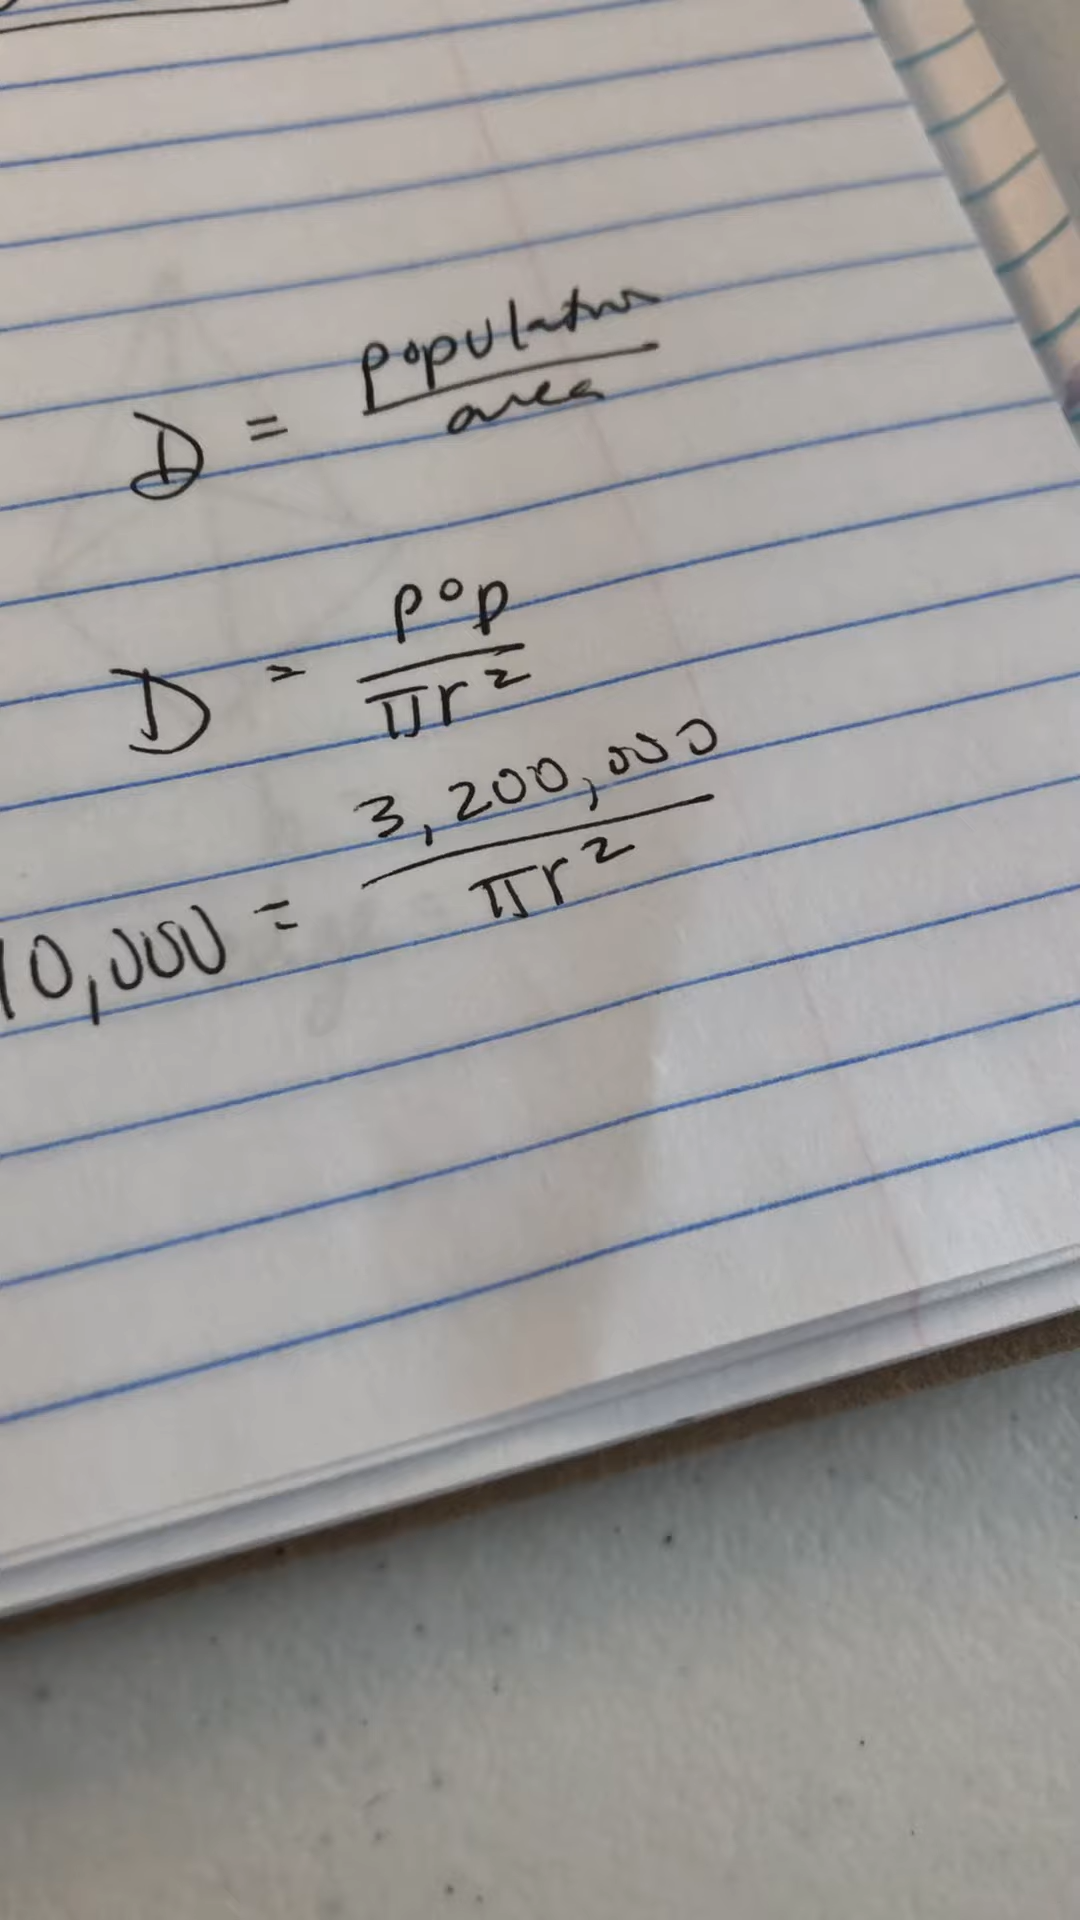 D = population/area
D = pop/πr²
10,000 = 3,200,000/πr²